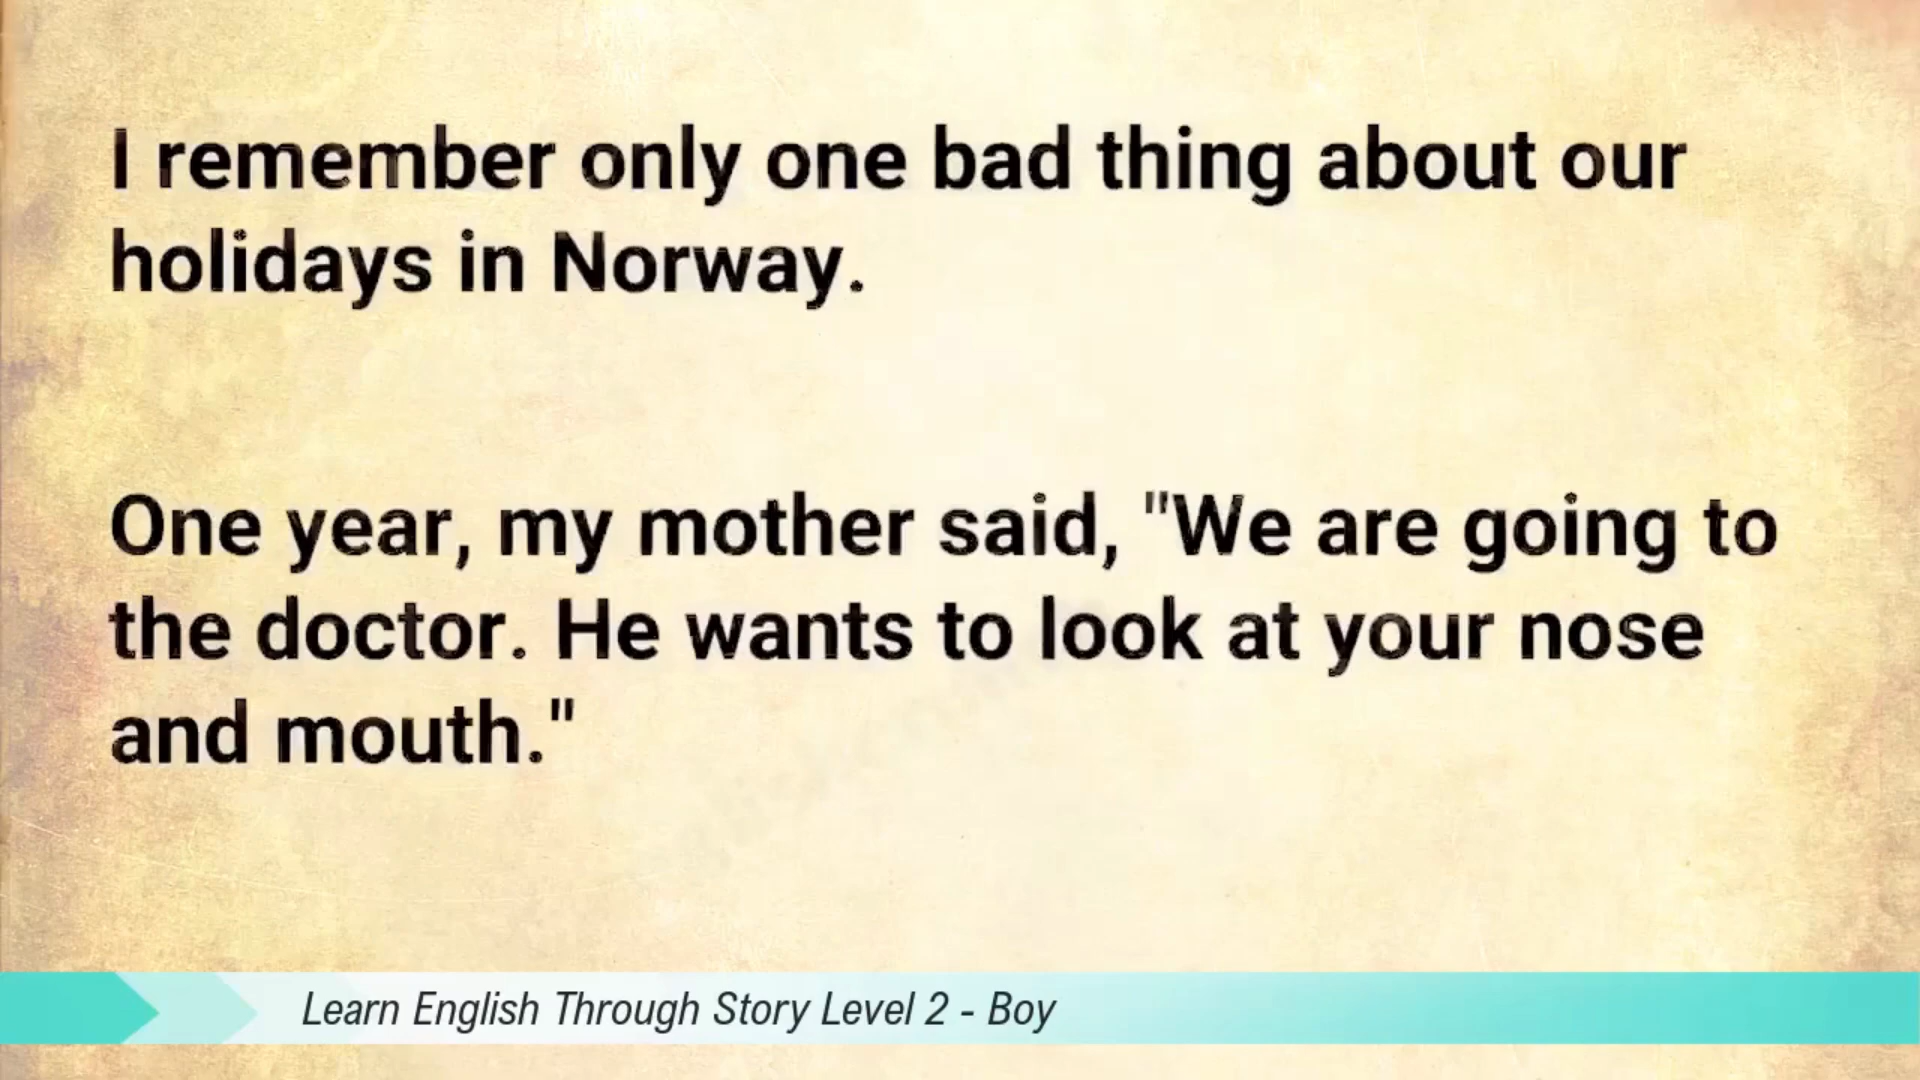 I remember only one bad thing about our
holidays in Norway.
One year, my mother said, "We are going to
the doctor. He wants to look at your nose
and mouth."
Learn English Through Story Level 2 - Boy